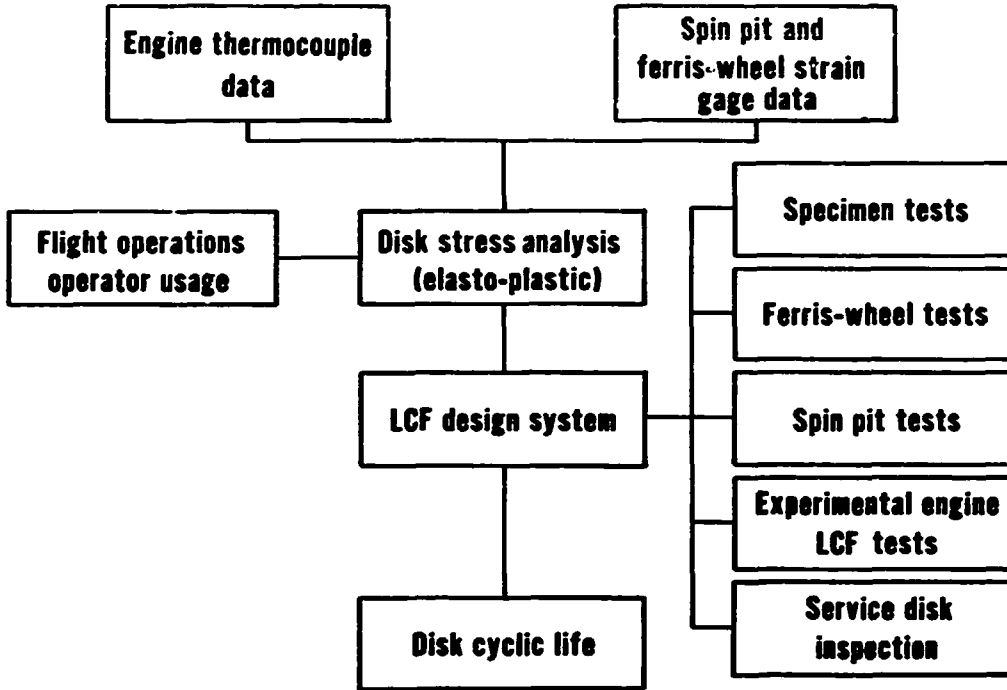 Engine thermocouple
data
Spin pit and
ferris-wheel strain
gage data
Flight operations
operator usage
Disk stress analysis
(elasto-plastic)
LCF design system
Disk cyclic life
Specimen tests
Ferris-wheel tests
Spin pit tests
Experimental engine
LCF tests
Service disk
inspection